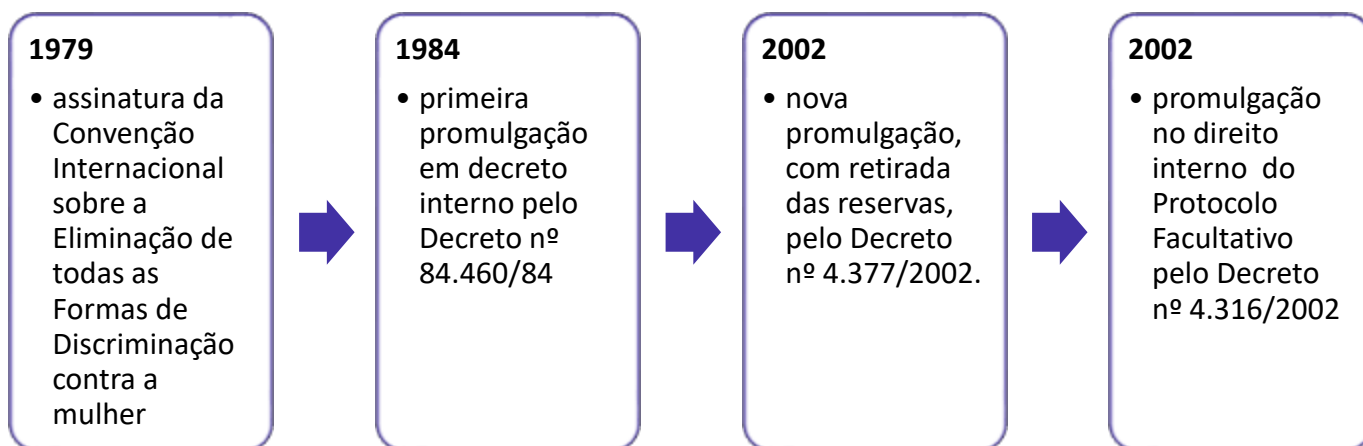 1979
• assinatura da
Convenção
Internacional
sobre a
Eliminação de
todas as
Formas de
Discriminação
contra a
mulher
1984
• primeira
promulgação
em decreto
interno pelo
Decreto nº
84.460/84
2002
• nova
promulgação,
com retirada
das reservas,
pelo Decreto
nº 4.377/2002.
2002
• promulgação
no direito
interno do
Protocolo
Facultativo
pelo Decreto
nº 4.316/2002